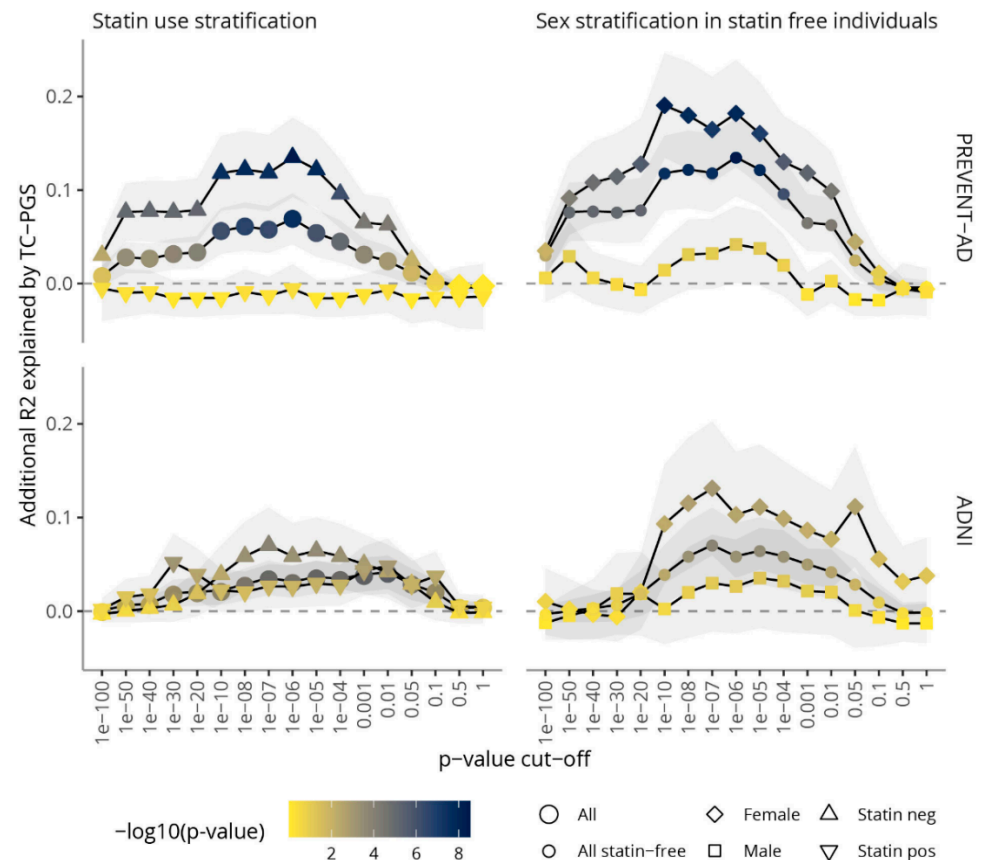 Statin use stratification
Sex stratification in statin free individuals
Additional R2 explained by TC-PGS
0.2
0.1
0.0
PREVENT−AD
0.2
0.1
0.0
ADNI
1e−100 1e−50 1e−40 1e−30 1e−20 1e−10 1e−08 1e−07 1e−06 1e−05 1e−04 0.001 0.01 0.05 0.1 0.5 1
1e−100 1e−50 1e−40 1e−30 1e−20 1e−10 1e−08 1e−07 1e−06 1e−05 1e−04 0.001 0.01 0.05 0.1 0.5 1
p−value cut−off
−log10(p-value)
2 4 6 8
All
Female
Statin neg
All statin−free
Male
Statin pos